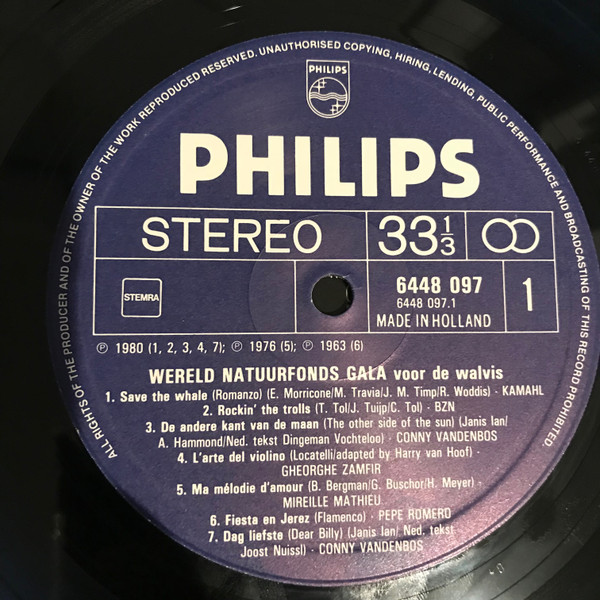 ALL RIGHTS OF THE PRODUCER AND OF THE OWNER OF THE WORK REPRODUCED RESERVED. UNAUTHORISED COPYING, HIRING, LENDING, PUBLIC PERFORMANCE AND BROADCASTING OF THIS RECORD PROHIBITED.
PHILIPS
PHILIPS
STEREO 33 1/3
STEMRA
6448 097
6448 097.1
MADE IN HOLLAND
1
℗ 1980 (1, 2, 3, 4, 7); ℗ 1976 (5); ℗ 1963 (6)
WERELD NATUURFONDS GALA voor de walvis
1. Save the whale (Romanzo) (E. Morricone/M. Travia/J. M. Timp/R. Woddis) · KAMAHL
2. Rockin' the trolls (T. Tol/J. Tuijp/C. Tol) · BZN
3. De andere kant van de maan (The other side of the sun) (Janis Ian/
A. Hammond/Ned. tekst Dingeman Vochteloo) · CONNY VANDENBOS
4. L'arte del violino (Locatelli/adapted by Harry van Hoof) ·
GHEORGHE ZAMFIR
5. Ma mélodie d'amour (B. Bergman/G. Buschor/H. Meyer) ·
MIREILLE MATHIEU
6. Fiesta en Jerez (Flamenco) · PEPE ROMERO
7. Dag liefste (Dear Billy) (Janis Ian/ Ned. tekst
Joost Nuissl) · CONNY VANDENBOS